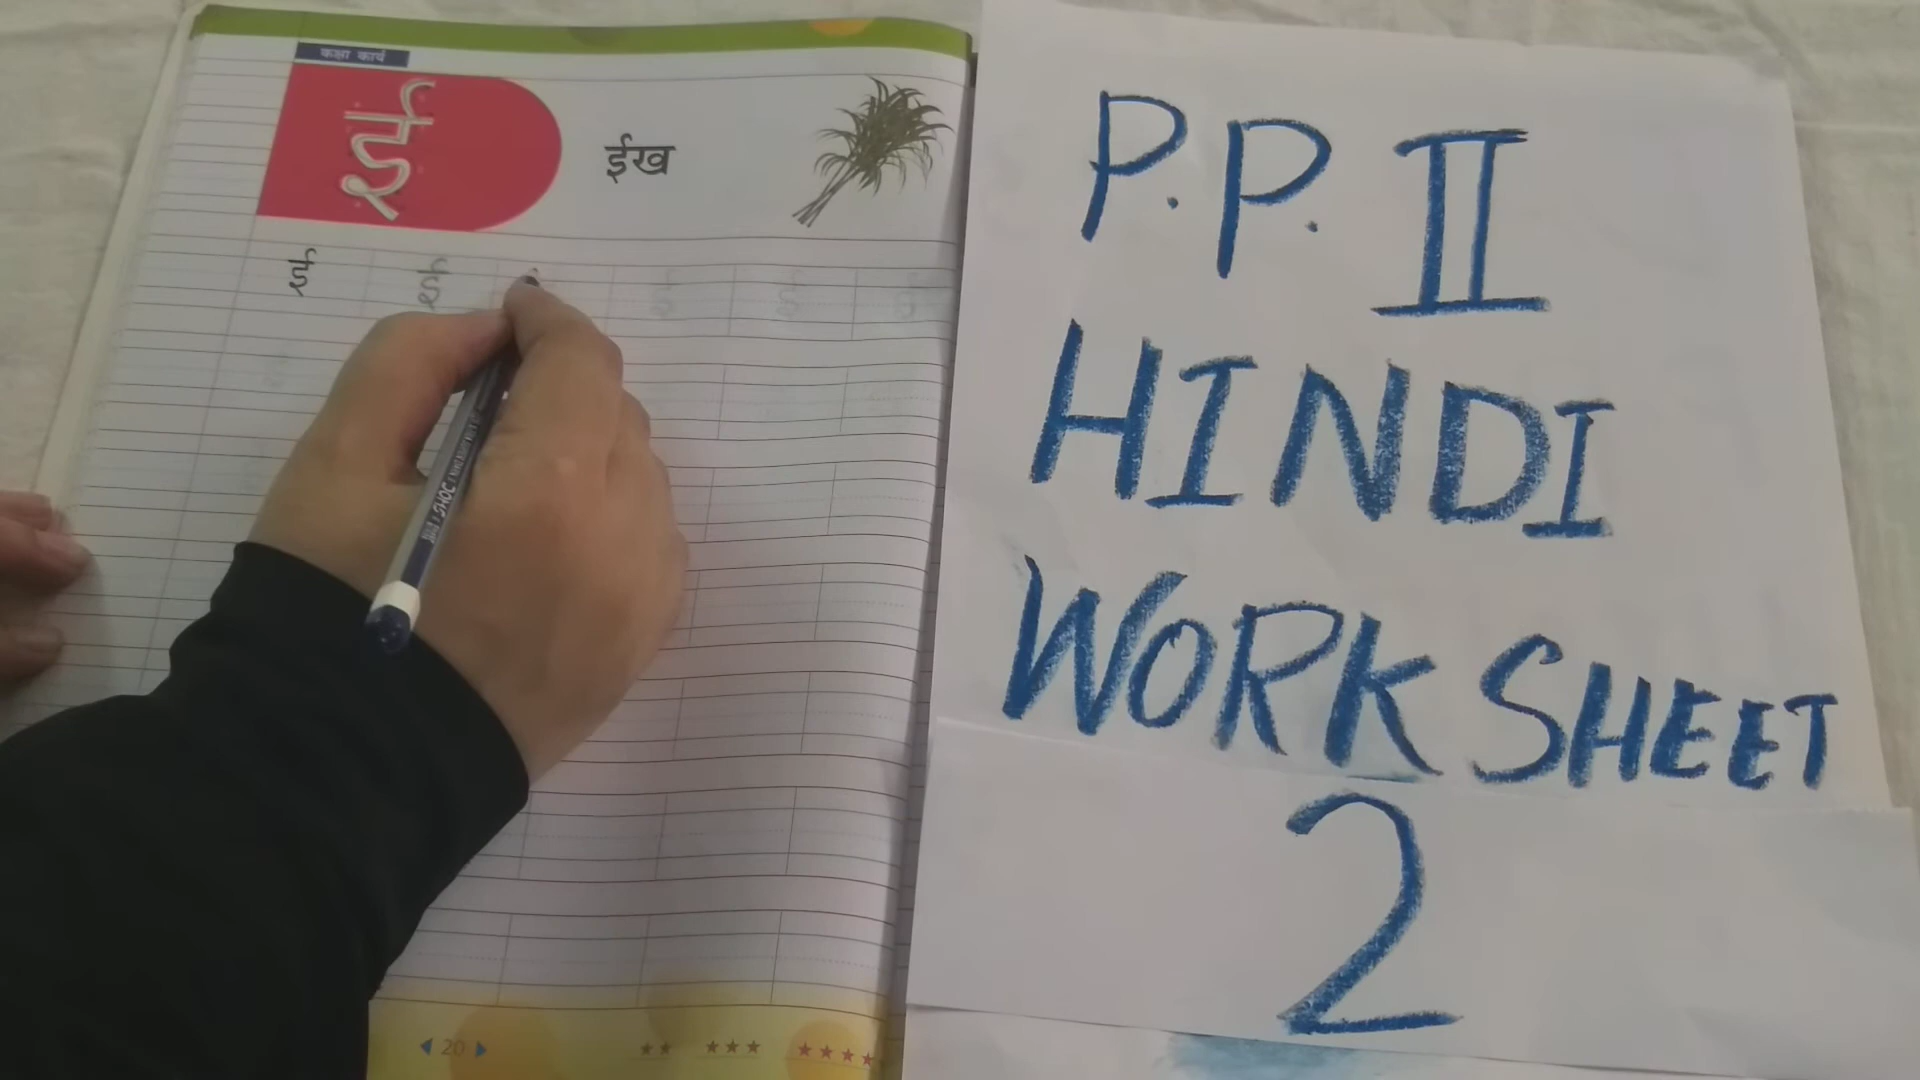 कक्षा कार्य
ई
ईख
ई ई
20
P.P. II
HINDI
WORKSHEET
2